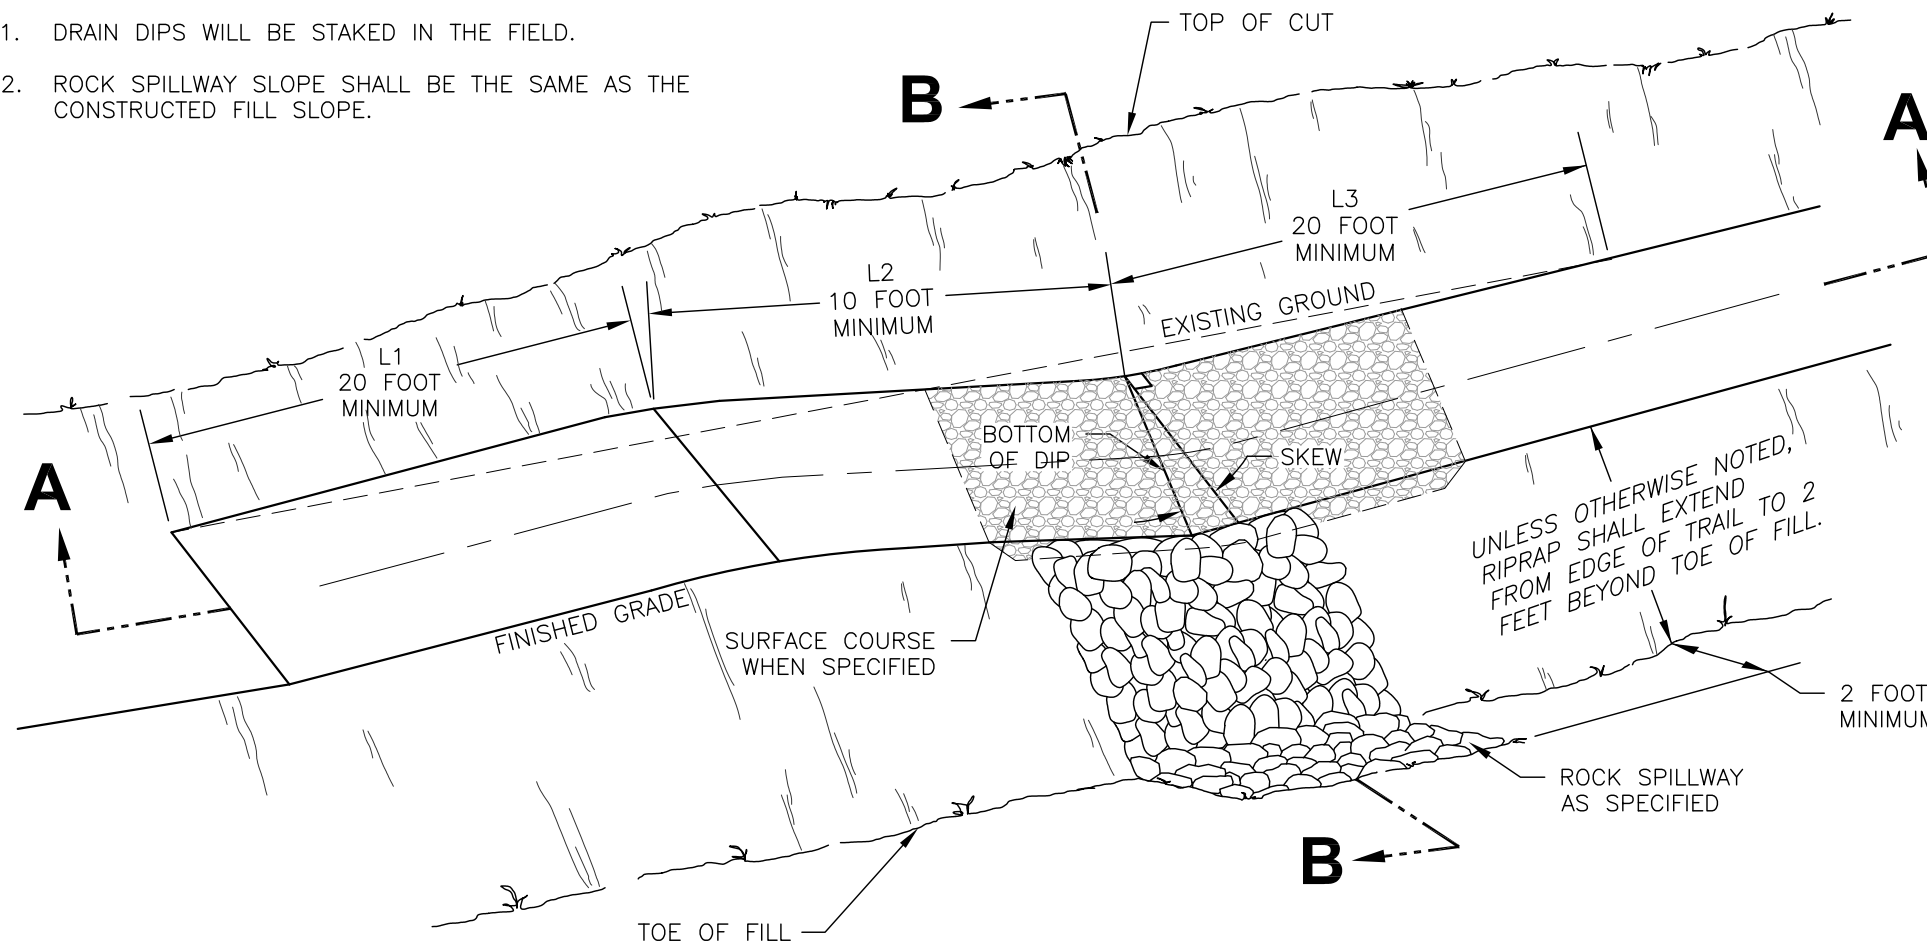 1. DRAIN DIPS WILL BE STAKED IN THE FIELD.
2. ROCK SPILLWAY SLOPE SHALL BE THE SAME AS THE
CONSTRUCTED FILL SLOPE.
TOP OF CUT
B
A
L3
20 FOOT
MINIMUM
L2
10 FOOT
MINIMUM
EXISTING GROUND
L1
20 FOOT
MINIMUM
BOTTOM
OF DIP
SKEW
A
UNLESS OTHERWISE NOTED,
RIPRAP SHALL EXTEND
FROM EDGE OF TRAIL TO 2
FEET BEYOND TOE OF FILL.
FINISHED GRADE
SURFACE COURSE
WHEN SPECIFIED
2 FOOT
MINIMUM
ROCK SPILLWAY
AS SPECIFIED
B
TOE OF FILL